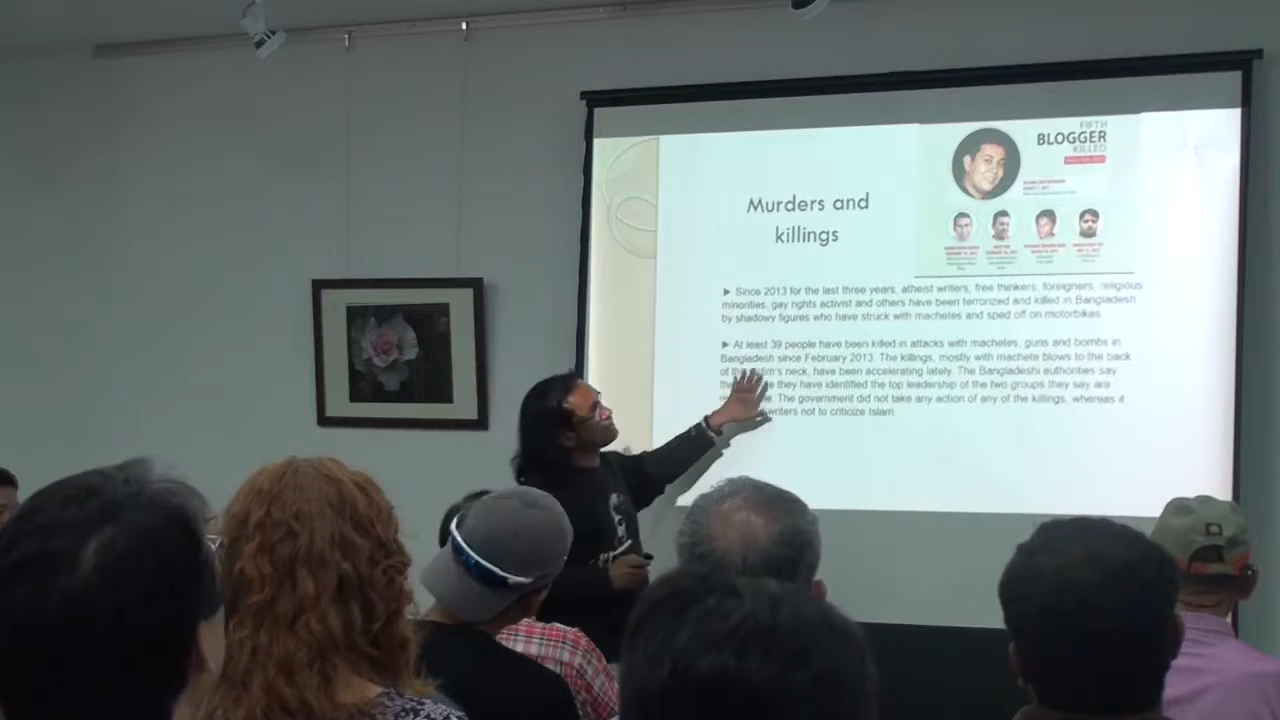 FIFTH
BLOGGER
KILLED
Murders and
killings
► Since 2013 for the last three years, atheist writers, free thinkers, foreigners, religious
minorities, gay rights activist and others have been terrorized and killed in Bangladesh
by shadowy figures who have struck with machetes and sped off on motorbikes
► At least 39 people have been killed in attacks with machetes, guns and bombs in
Bangladesh since February 2013. The killings, mostly with machete blows to the back
of neck, have been accelerating lately. The Bangladeshi authorities say
they have identified the top leadership of the two groups they say are
The government did not take any action of any of the killings, whereas it
writers not to criticize Islam